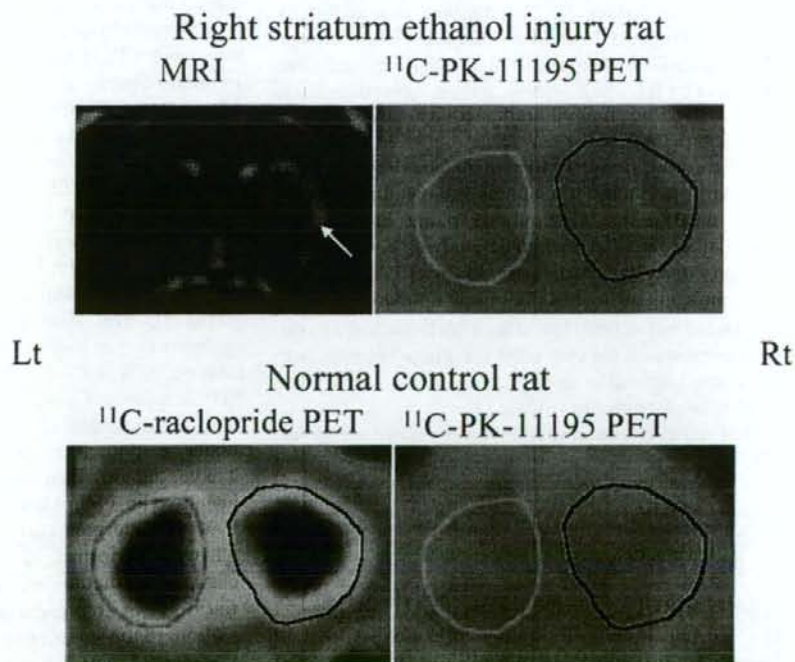 Right striatum ethanol injury rat
MRI ¹¹C-PK-11195 PET
Lt Rt
Normal control rat
¹¹C-raclopride PET ¹¹C-PK-11195 PET